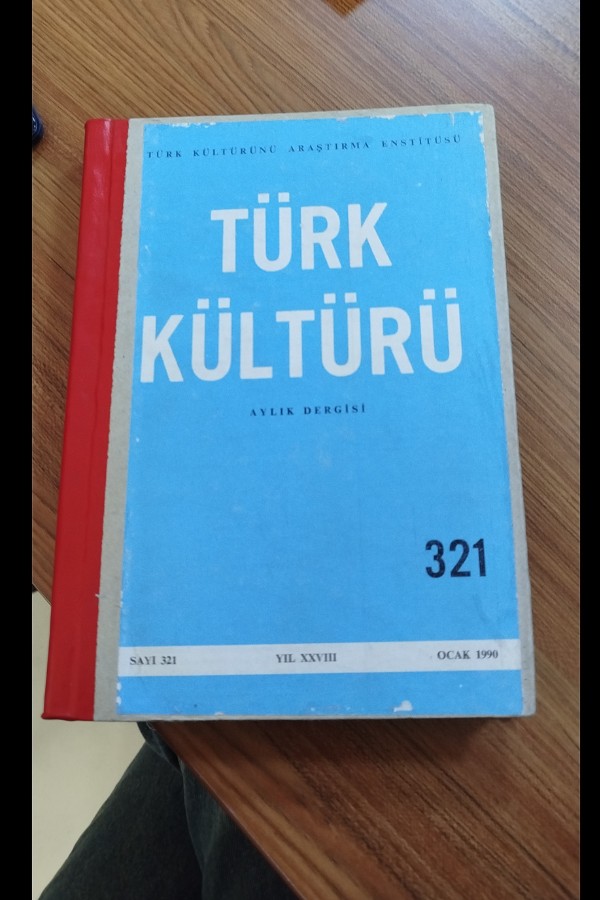 TÜRK KÜLTÜRÜNÜ ARAŞTIRMA ENSTİTÜSÜ
TÜRK
KÜLTÜRÜ
AYLIK DERGİSİ
321
SAYI 321 YIL XXVIII OCAK 1990